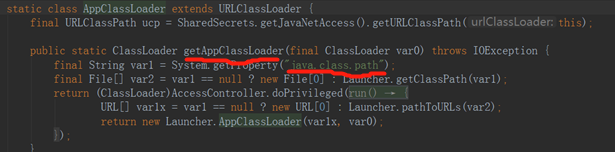 static class AppClassLoader extends URLClassLoader {
final URLClassPath ucp = SharedSecrets.getJavaNetAccess().getURLClassPath( urlClassLoader: this);
public static ClassLoader getAppClassLoader(final ClassLoader var0) throws IOException {
final String var1 = System.getProperty("java.class.path");
final File[] var2 = var1 == null ? new File[0] : Launcher.getClassPath(var1);
return (ClassLoader)AccessController.doPrivileged(run() → {
URL[] var1x = var1 == null ? new URL[0] : Launcher.pathToURLs(var2);
return new Launcher.AppClassLoader(var1x, var0);
});
}